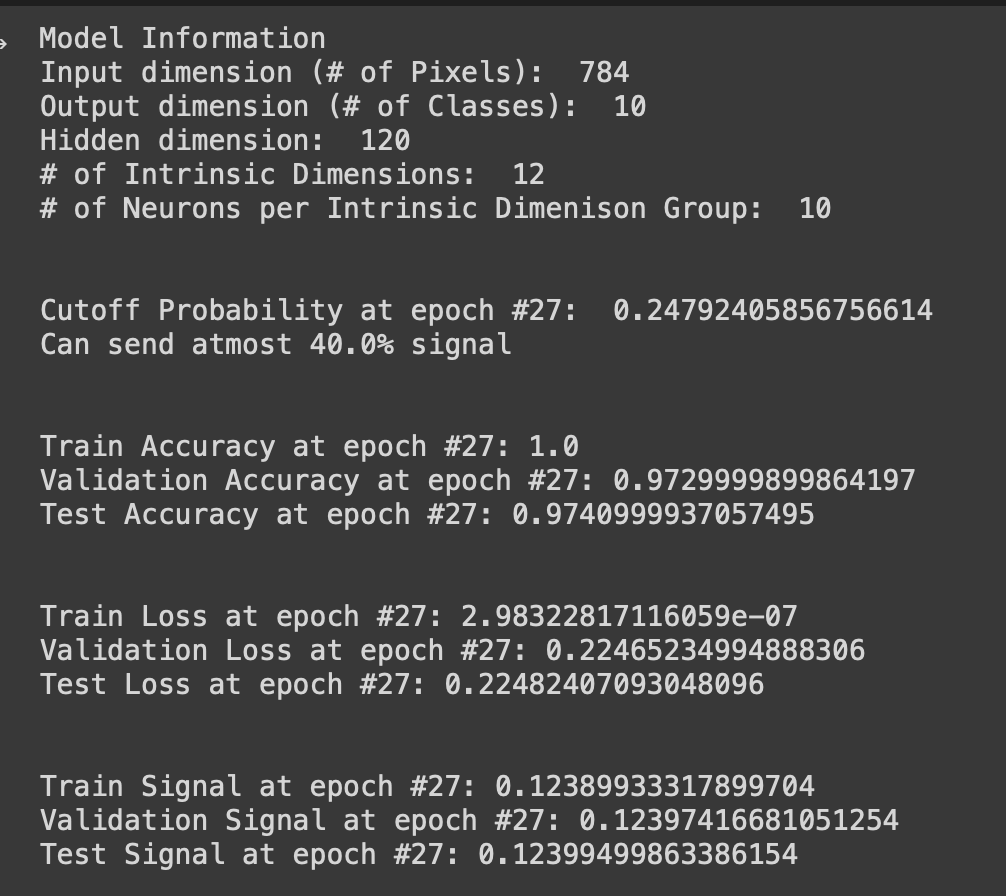 Model Information
Input dimension (# of Pixels):  784
Output dimension (# of Classes):  10
Hidden dimension:  120
# of Intrinsic Dimensions:  12
# of Neurons per Intrinsic Dimenison Group:  10
Cutoff Probability at epoch #27:  0.24792405856756614
Can send atmost 40.0% signal
Train Accuracy at epoch #27: 1.0
Validation Accuracy at epoch #27: 0.9729999899864197
Test Accuracy at epoch #27: 0.9740999937057495
Train Loss at epoch #27: 2.98322817116059e-07
Validation Loss at epoch #27: 0.22465234994888306
Test Loss at epoch #27: 0.22482407093048096
Train Signal at epoch #27: 0.12389933317899704
Validation Signal at epoch #27: 0.12397416681051254
Test Signal at epoch #27: 0.12399499863386154